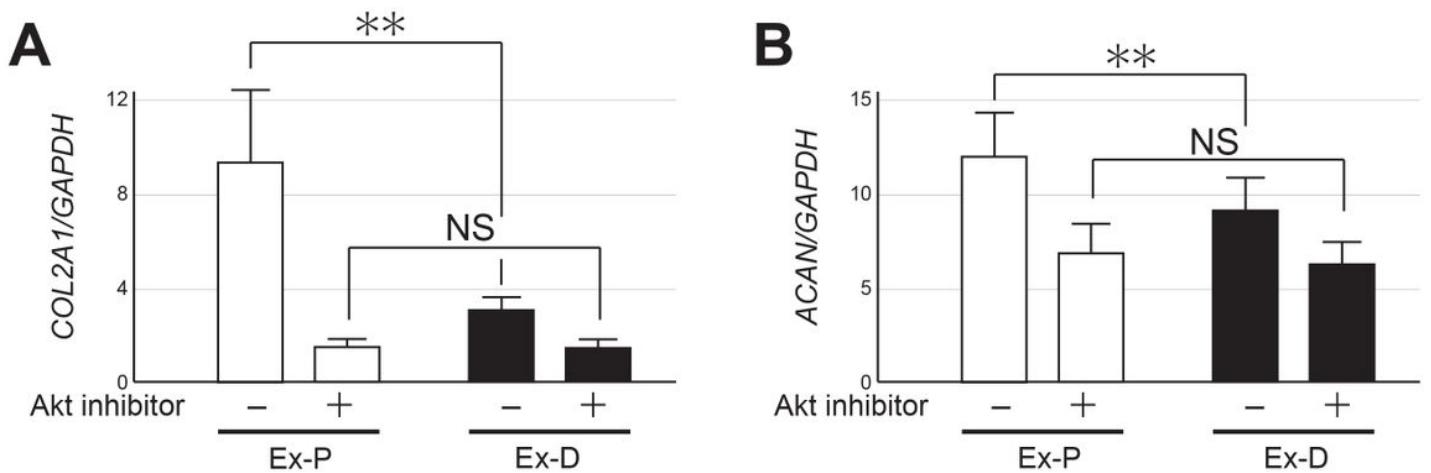 A
**
COL2A1/GAPDH
12
8
4
0
NS
Akt inhibitor − + − +
Ex-P Ex-D
B
**
ACAN/GAPDH
15
10
5
0
NS
Akt inhibitor − + − +
Ex-P Ex-D